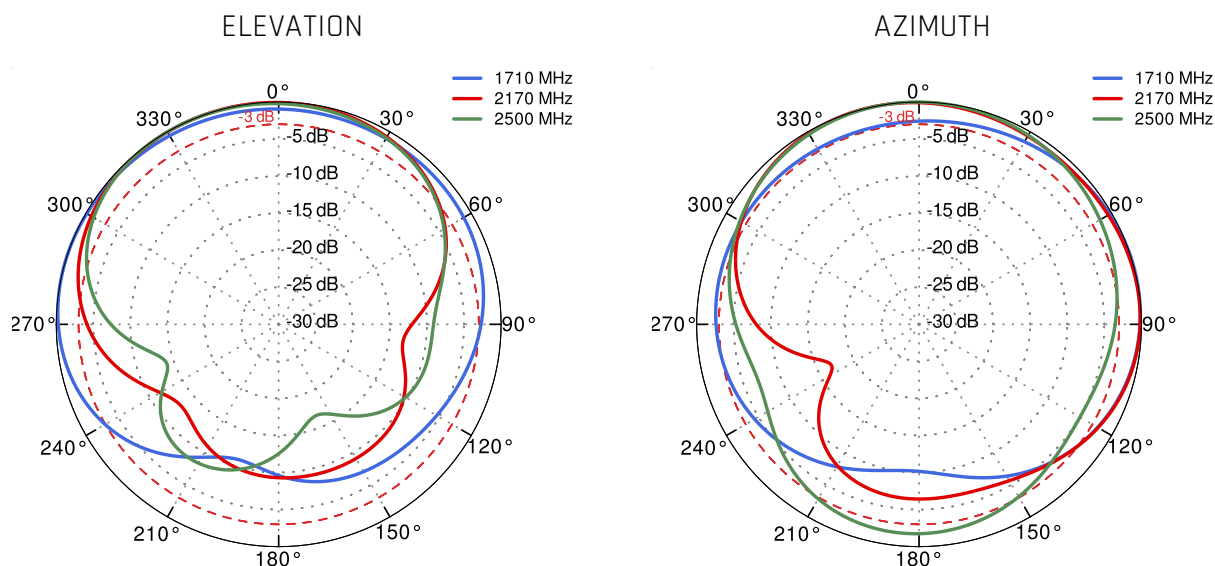 ELEVATION
1710 MHz
2170 MHz
2500 MHz
0°
30°
60°
90°
120°
150°
180°
210°
240°
270°
300°
330°
-3 dB
-5 dB
-10 dB
-15 dB
-20 dB
-25 dB
-30 dB
AZIMUTH
1710 MHz
2170 MHz
2500 MHz
0°
30°
60°
90°
120°
150°
180°
210°
240°
270°
300°
330°
-3 dB
-5 dB
-10 dB
-15 dB
-20 dB
-25 dB
-30 dB